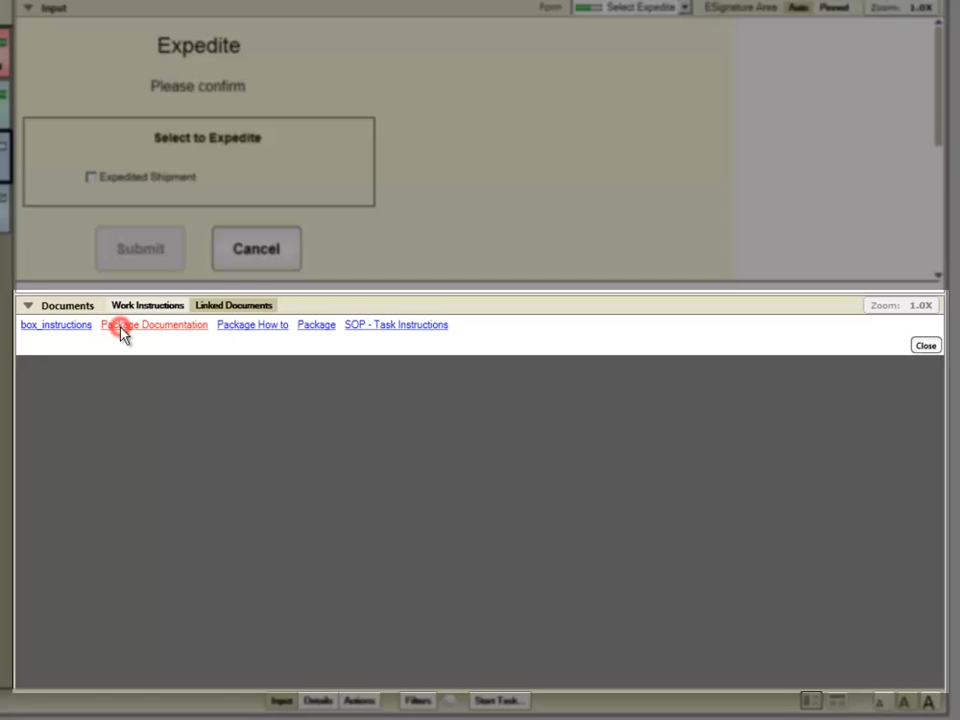 Input Form Select Expedite ESignature Area Auto Pinned Zoom: 1.0X
Expedite
Please confirm
Select to Expedite
Expedited Shipment
Submit Cancel
Documents Work Instructions Linked Documents Zoom: 1.0X
box_instructions Package Documentation Package How to Package SOP - Task Instructions
Close
Input Details Actions Filters Start Task... A A A